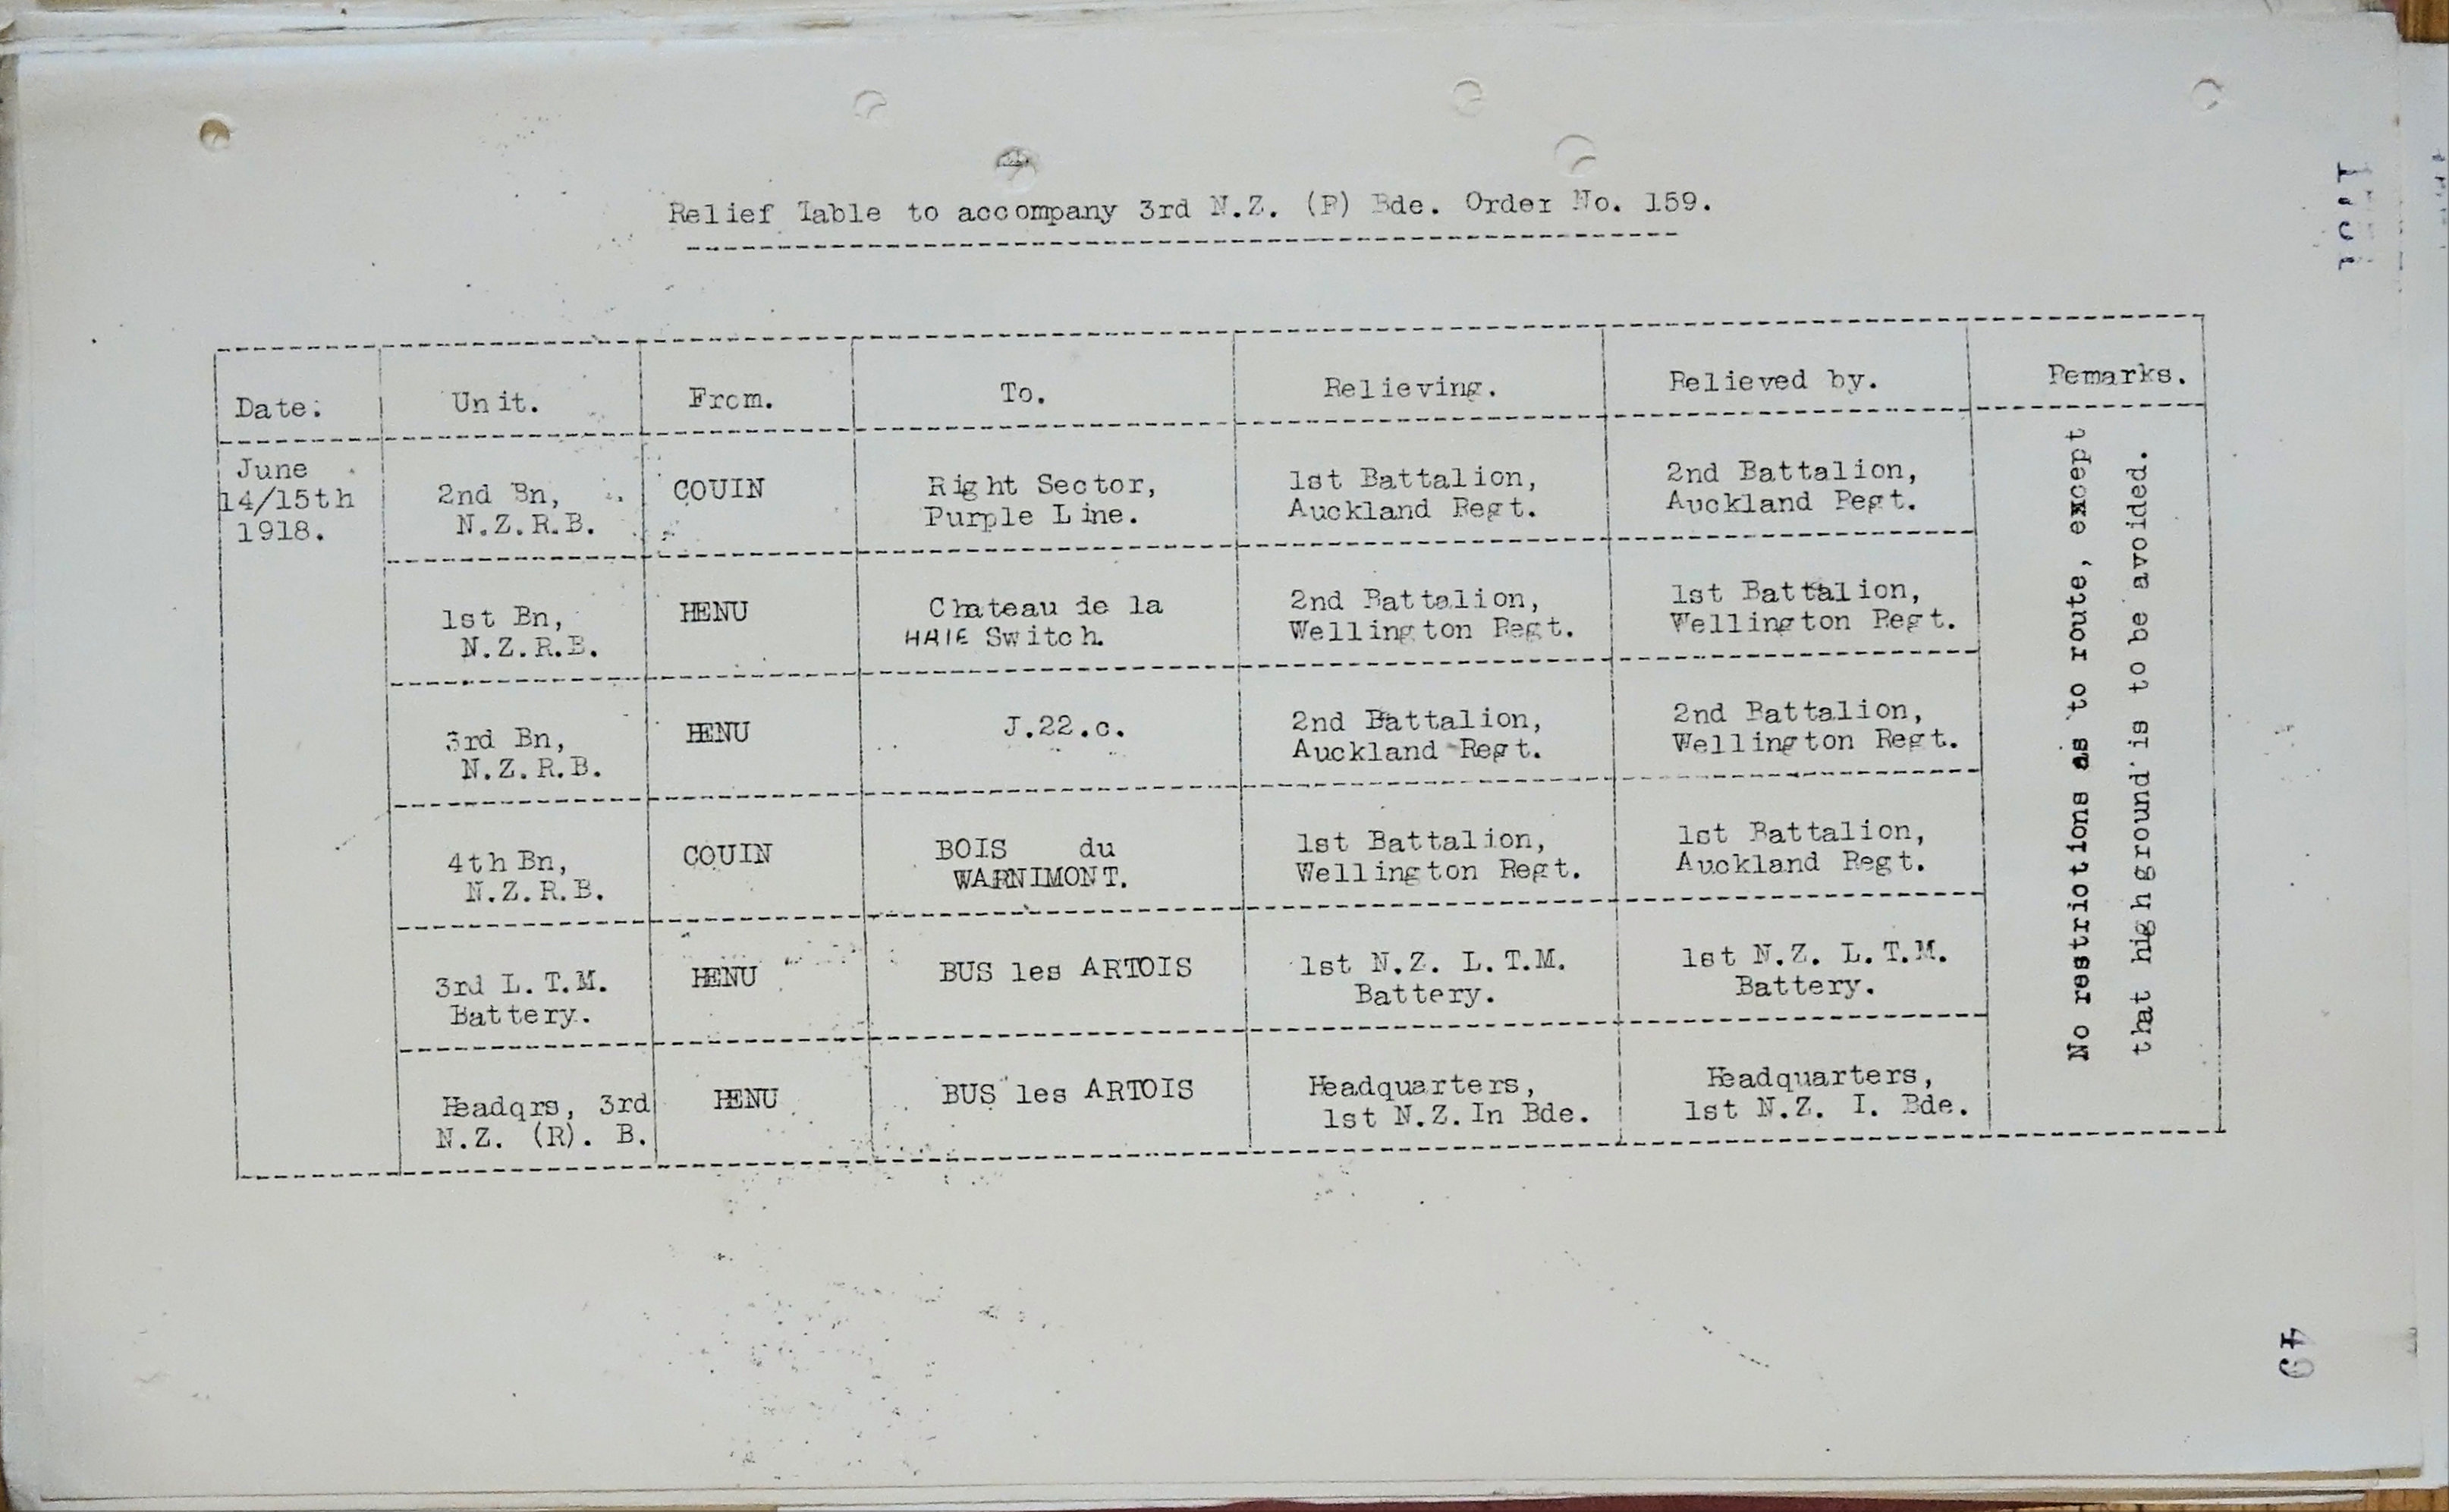 Relief Table to accompany 3rd N.Z. (R) Bde. Order No. 159.
Date. Unit. From. To. Relieving. Relieved by. Remarks.
June
14/15th
1918.
2nd Bn,
N.Z.R.B.
COUIN
Right Sector,
Purple Line.
1st Battalion,
Auckland Regt.
2nd Battalion,
Auckland Regt.
1st Bn,
N.Z.R.B.
HENU
Chateau de la
HAIE Switch.
2nd Battalion,
Wellington Regt.
1st Battalion,
Wellington Regt.
3rd Bn,
N.Z.R.B.
HENU
J.22.c.
2nd Battalion,
Auckland Regt.
2nd Battalion,
Wellington Regt.
4th Bn,
N.Z.R.B.
COUIN
BOIS du
WARNIMONT.
1st Battalion,
Wellington Regt.
1st Battalion,
Auckland Regt.
3rd L.T.M.
Battery.
HENU
BUS les ARTOIS
1st N.Z. L.T.M.
Battery.
1st N.Z. L.T.M.
Battery.
Headqrs, 3rd
N.Z. (R). B.
HENU
BUS les ARTOIS
Headquarters,
1st N.Z. In Bde.
Headquarters,
1st N.Z. I. Bde.
No restrictions as to route, except
that high ground is to be avoided.
49